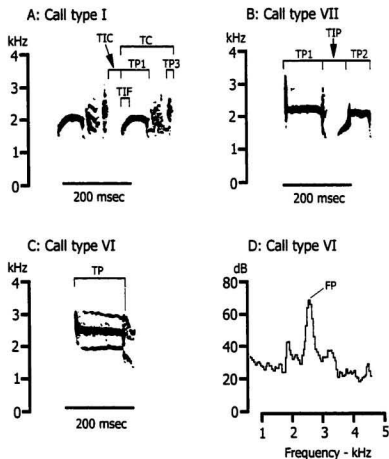 A: Call type I
kHz
4
3
2
1
0
TIC
TC
TP1
TP3
TIF
200 msec
B: Call type VII
kHz
4
3
2
1
0
TIP
TP1
TP2
200 msec
C: Call type VI
kHz
4
3
2
1
0
TP
200 msec
D: Call type VI
dB
80
60
40
20
0
FP
1
2
3
4
5
Frequency - kHz